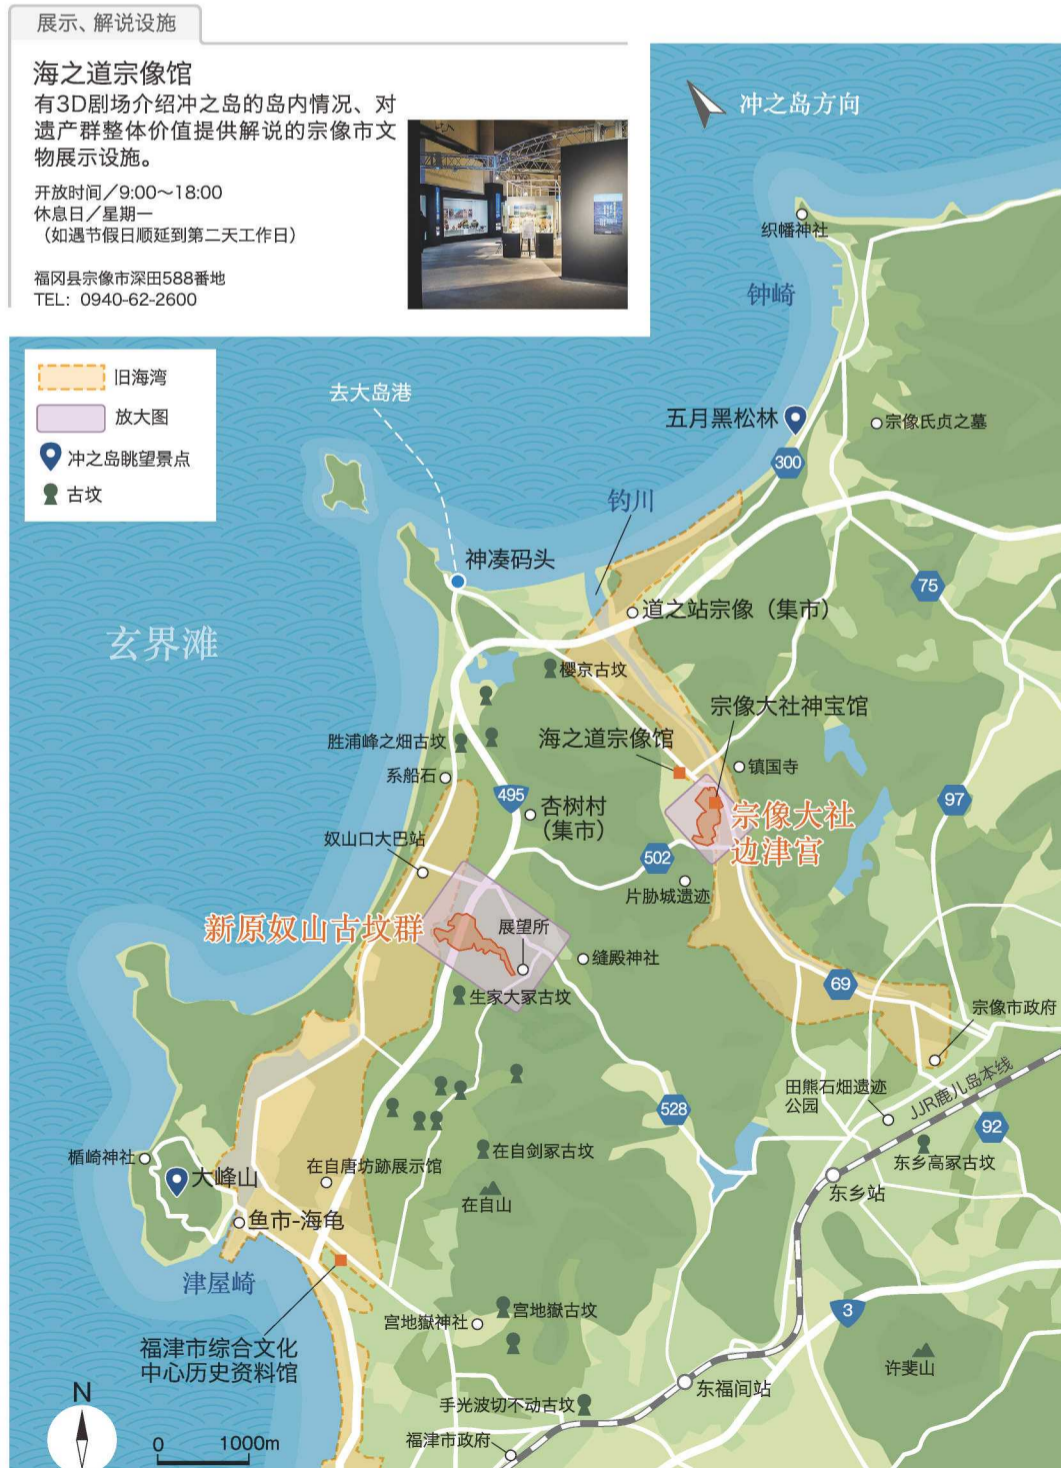 展示、解说设施
海之道宗像馆
有3D剧场介绍冲之岛的岛内情况、对
遗产群整体价值提供解说的宗像市文
物展示设施。
开放时间／9:00～18:00
休息日／星期一
（如遇节假日顺延到第二天工作日）
福冈县宗像市深田588番地
TEL: 0940-62-2600
冲之岛方向
织幡神社
钟崎
旧海湾
放大图
冲之岛眺望景点
古坟
去大岛港
五月黑松林
宗像氏贞之墓
300
钓川
神凑码头
75
道之站宗像（集市）
玄界滩
樱京古坟
宗像大社神宝馆
胜浦峰之畑古坟
海之道宗像馆
镇国寺
系船石
495
杏树村
（集市）
97
宗像大社
边津宫
奴山口大巴站
502
片胁城遗迹
新原奴山古坟群
展望所
缝殿神社
生家大冢古坟
69
宗像市政府
田熊石畑遗迹
公园
JJR鹿儿岛本线
528
92
楯崎神社
大峰山
在自唐坊跡展示馆
在自剑冢古坟
东乡高冢古坟
在自山
东乡站
鱼市-海龟
津屋崎
宫地嶽神社
宫地嶽古坟
3
福津市综合文化
中心历史资料馆
许斐山
东福间站
手光波切不动古坟
福津市政府
N
0 1000m